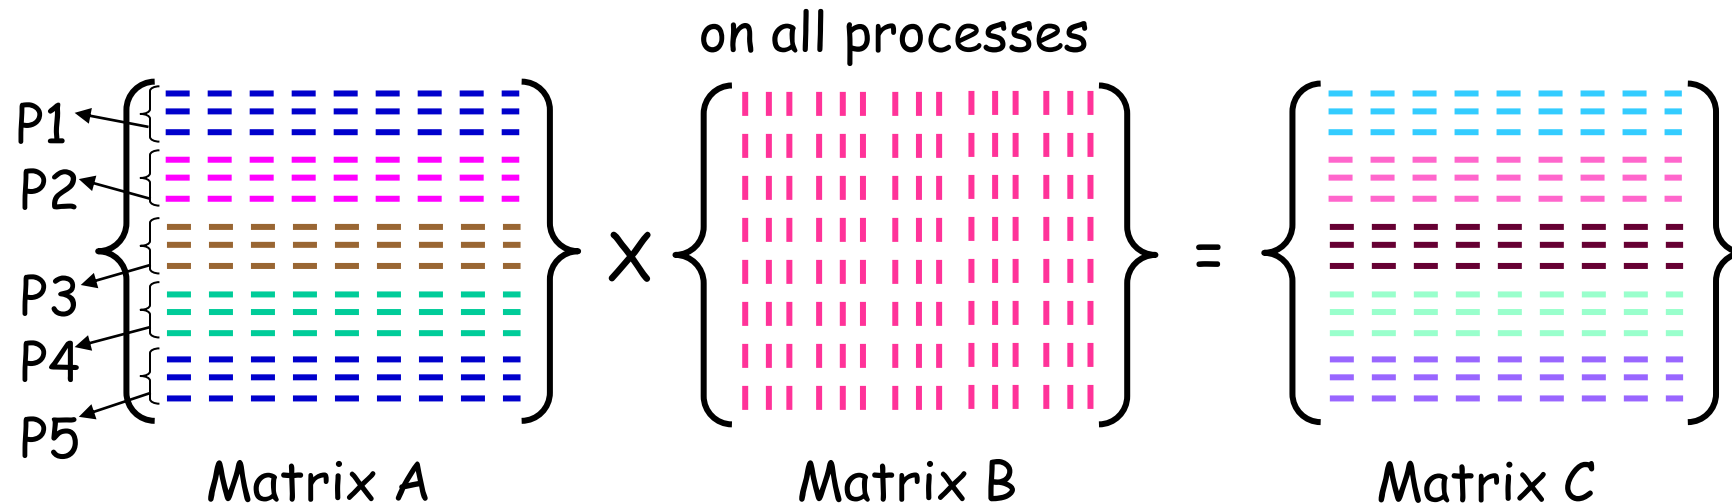 on all processes
P1
P2
P3
P4
P5
X
=
Matrix A
Matrix B
Matrix C